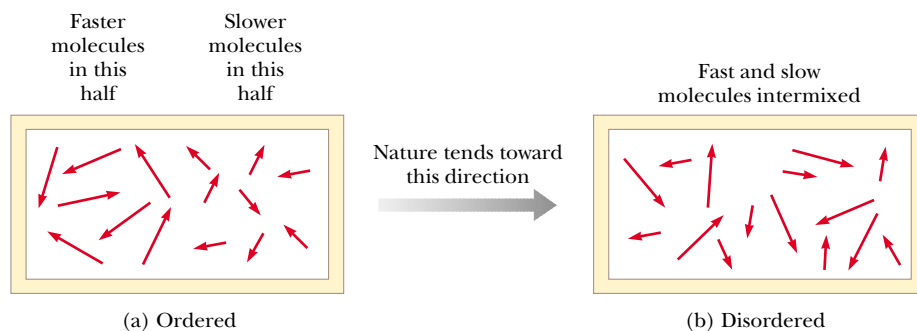 Faster
molecules
in this
half
Slower
molecules
in this
half
Nature tends toward
this direction
Fast and slow
molecules intermixed
(a) Ordered
(b) Disordered